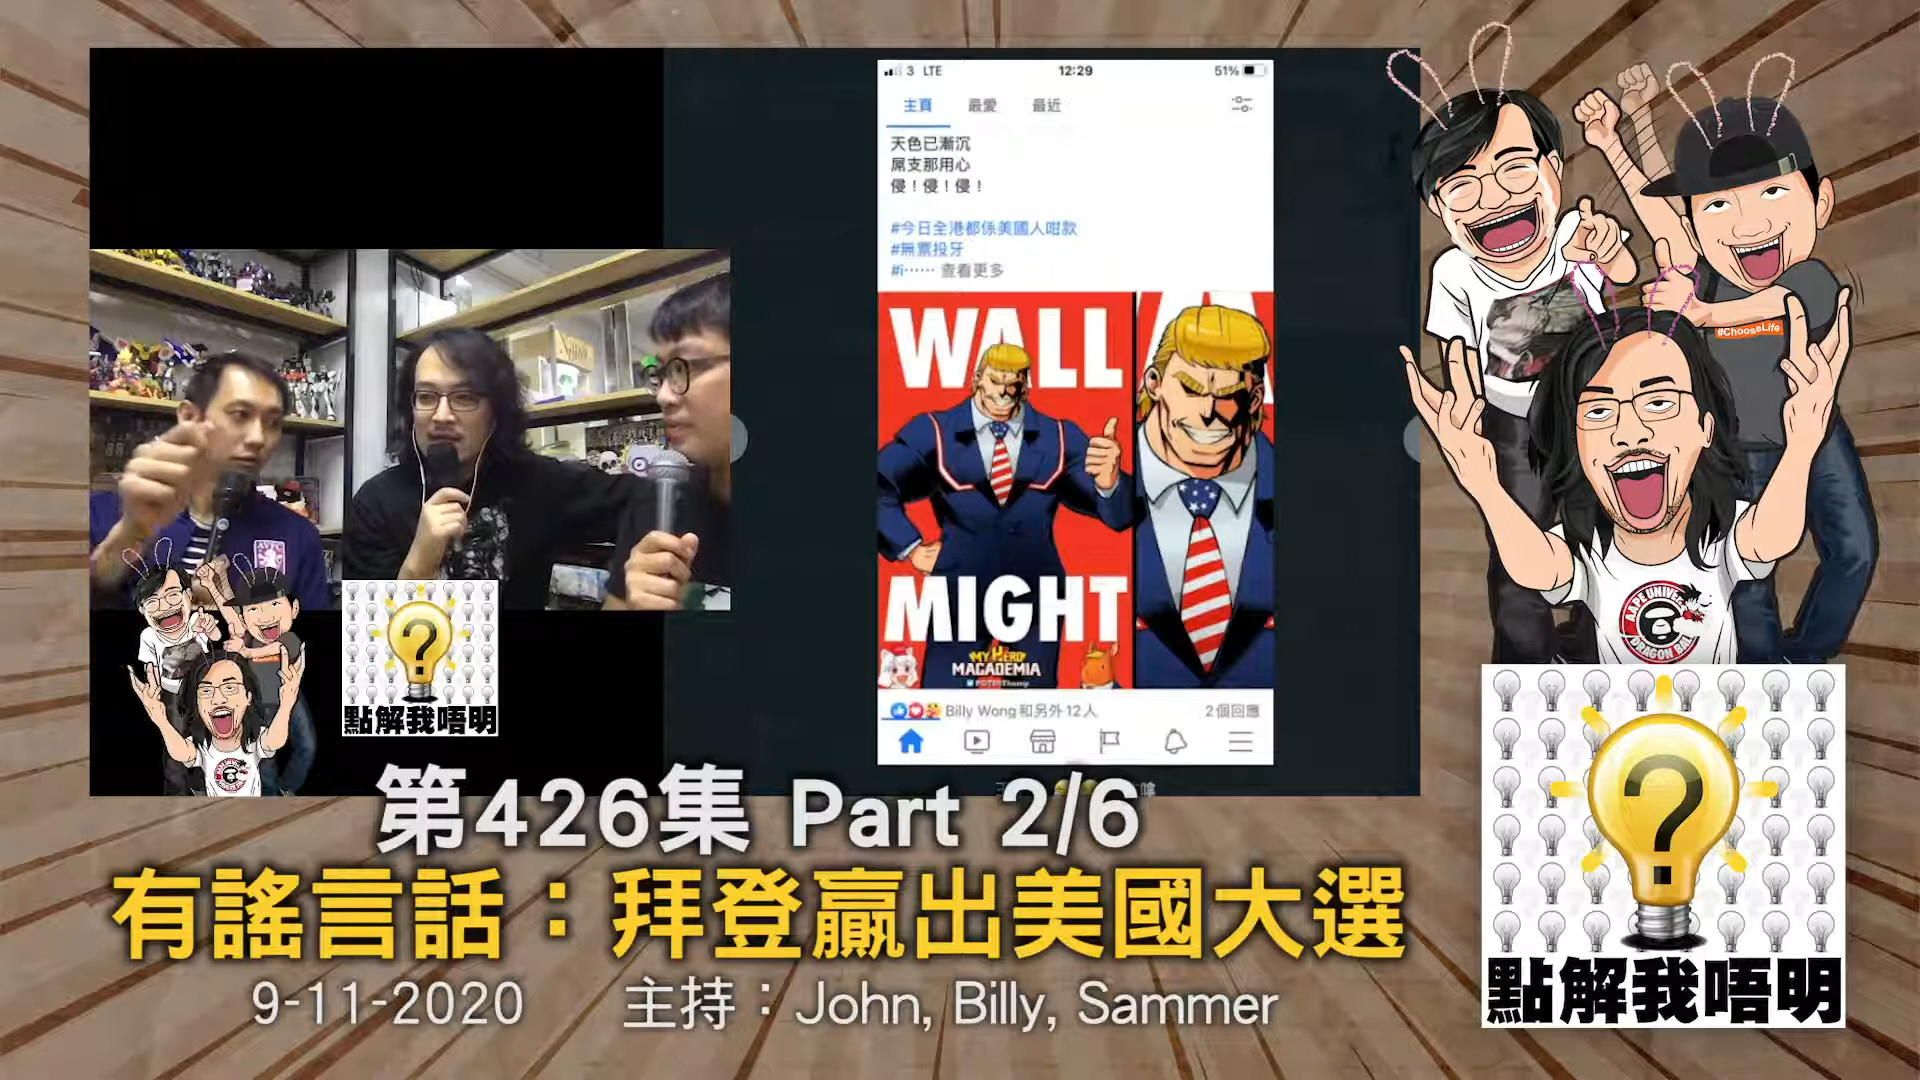 3 LTE 12:29 51%
主頁 最愛 最近
天色已漸沉
屌支那用心
侵！侵！侵！
#今日全港都係美國人咁款
#無票投牙
#i…… 查看更多
WALL
MIGHT
MY HERO
MACADEMIA
Billy Wong和另外12人 2個回應
AVFC
#ChooseLife
AAPE UNIVERSE
DRAGON BALL
?
點解我唔明
第426集 Part 2/6
有謠言話：拜登贏出美國大選
9-11-2020 主持：John, Billy, Sammer
?
點解我唔明